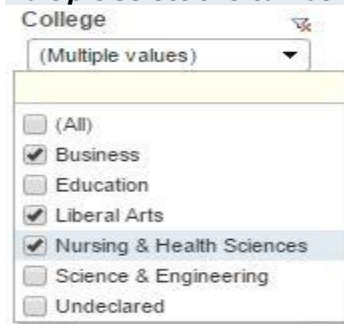 College
(Multiple values)
(All)
Business
Education
Liberal Arts
Nursing & Health Sciences
Science & Engineering
Undeclared